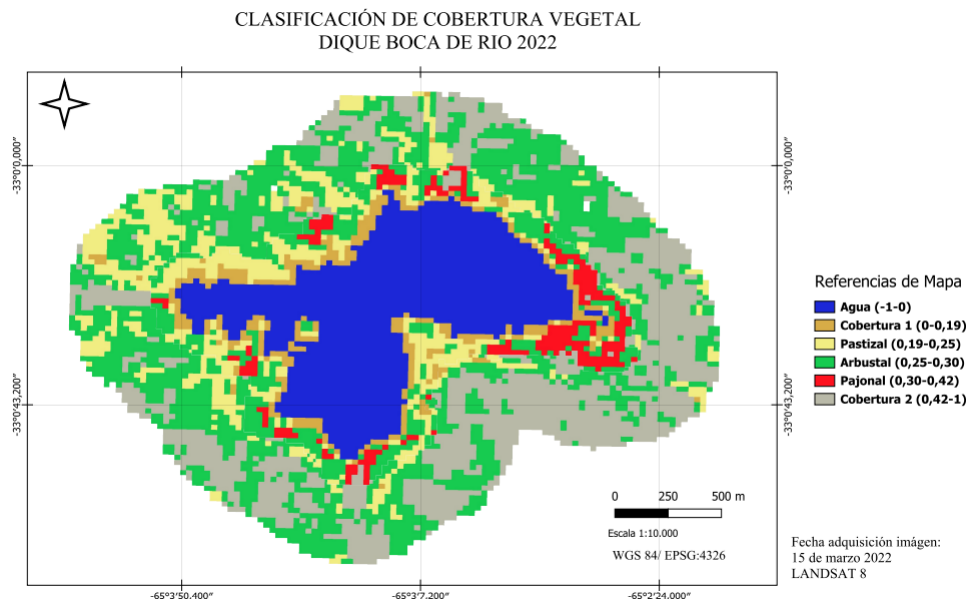 CLASIFICACIÓN DE COBERTURA VEGETAL
DIQUE BOCA DE RIO 2022
-33°0′0.000″
-33°0′0.000″
-33°0′43.200″
-33°0′43.200″
Referencias de Mapa
Agua (-1-0)
Cobertura 1 (0-0,19)
Pastizal (0,19-0,25)
Arbustal (0,25-0,30)
Pajonal (0,30-0,42)
Cobertura 2 (0,42-1)
0 250 500 m
Escala 1:10.000
WGS 84/ EPSG:4326
Fecha adquisición imágen:
15 de marzo 2022
LANDSAT 8
-65°3′50.400″ -65°3′7.200″ -65°2′24.000″